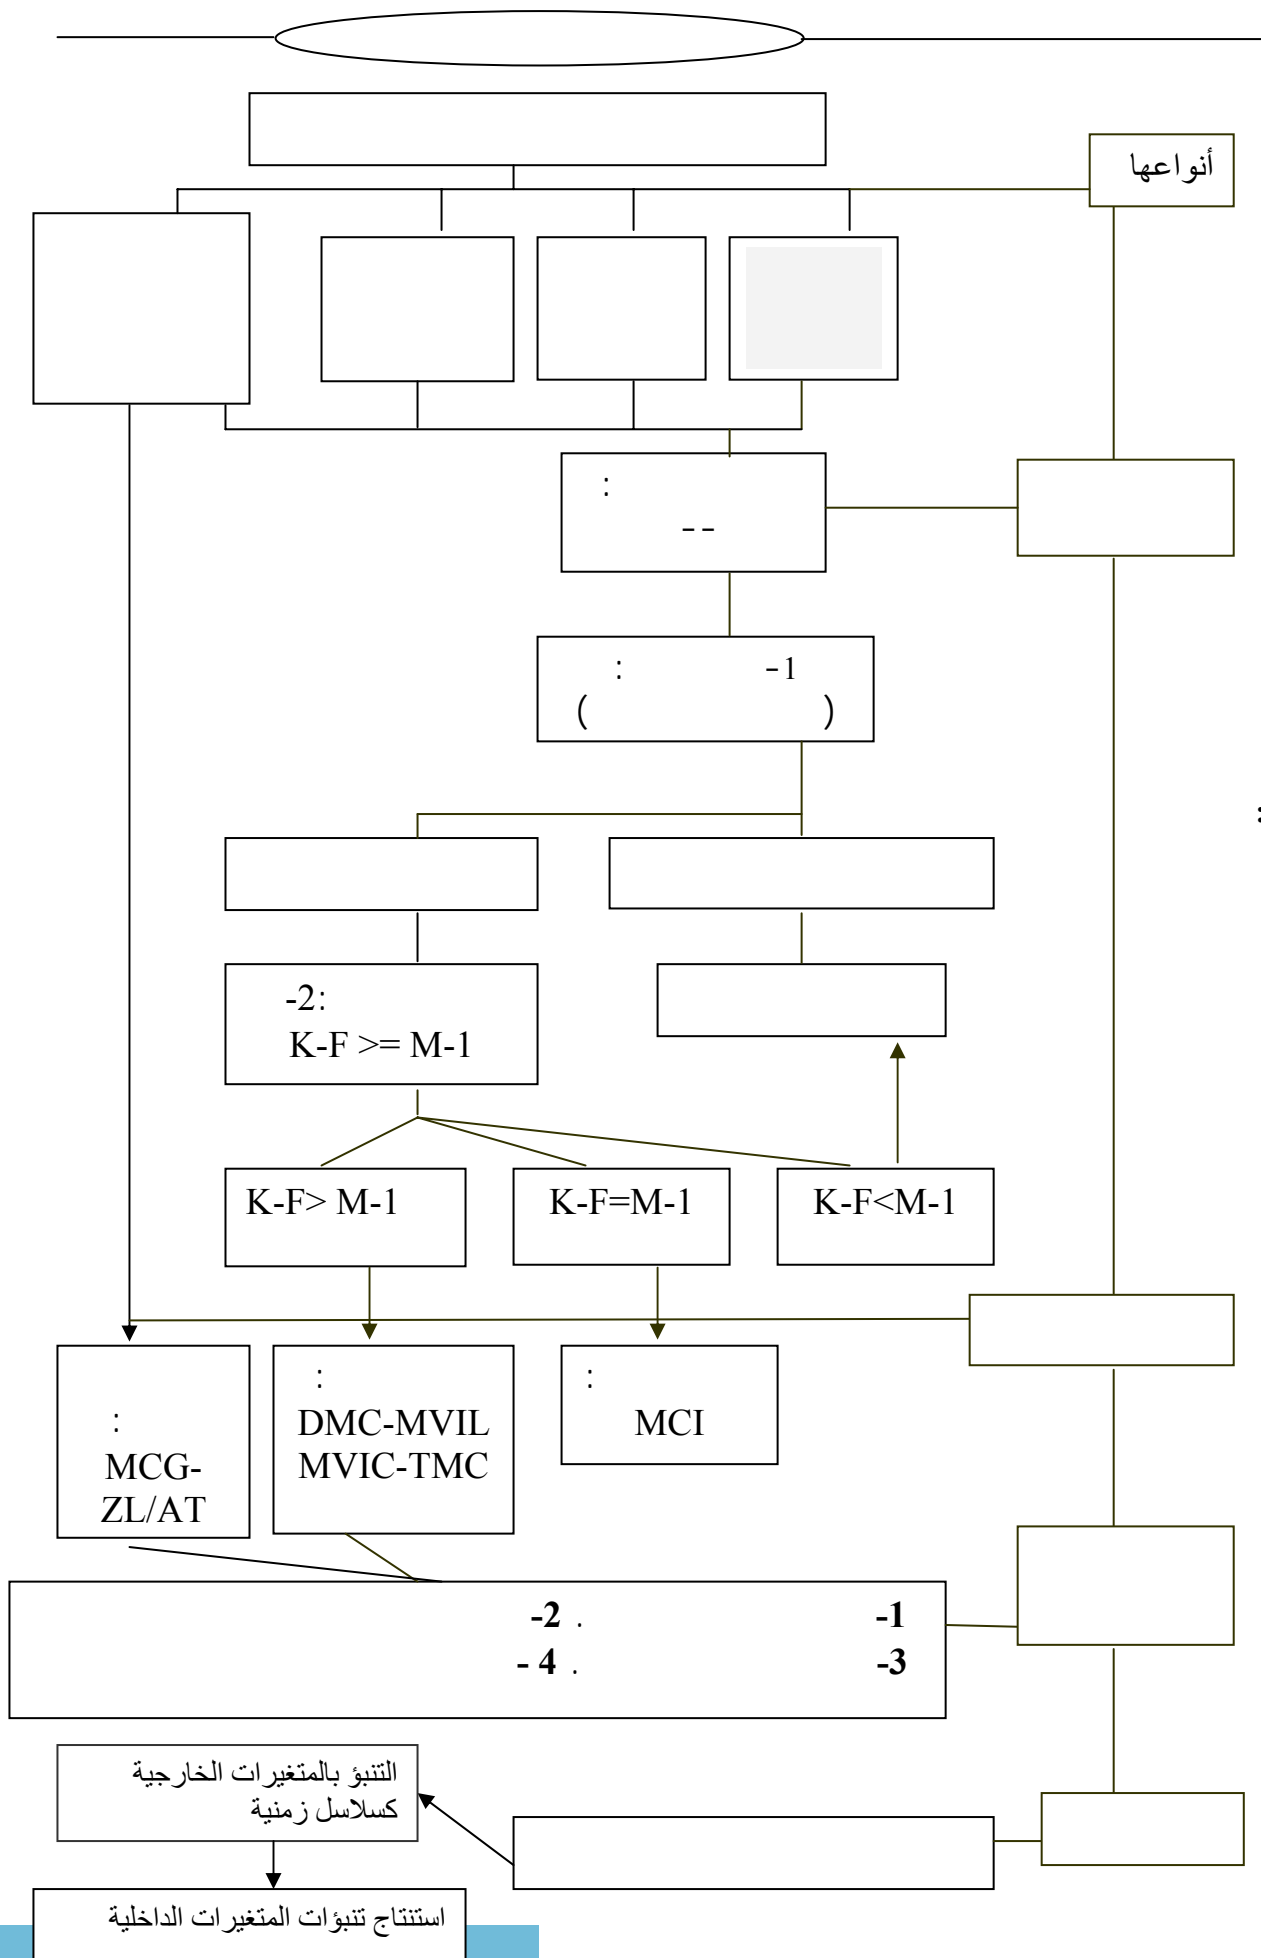 أنواعها
:
--
1- :
( )
:
-2:
K-F >= M-1
K-F> M-1
K-F=M-1
K-F<M-1
:
MCG-
ZL/AT
:
DMC-MVIL
MVIC-TMC
:
MCI
-1 . -2
-3 . 4 -
التنبؤ بالمتغيرات الخارجية
كسلاسل زمنية
استنتاج تنبؤات المتغيرات الداخلية